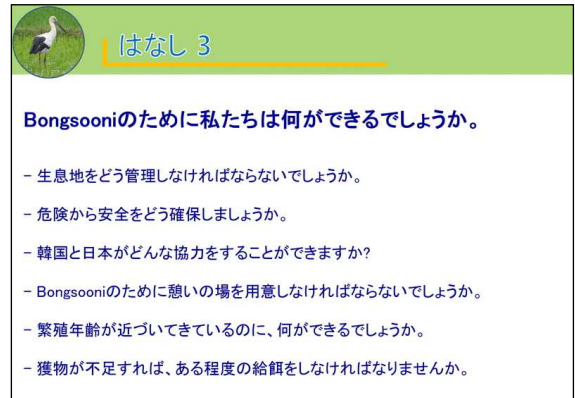 はなし 3
Bongsooniのために私たちは何ができるでしょうか。
- 生息地をどう管理しなければならないでしょうか。
- 危険から安全をどう確保しましょうか。
- 韓国と日本がどんな協力をすることができますか?
- Bongsooniのために憩いの場を用意しなければならないでしょうか。
- 繁殖年齢が近づいてきているのに、何ができるでしょうか。
- 獲物が不足すれば、ある程度の給餌をしなければなりませんか。